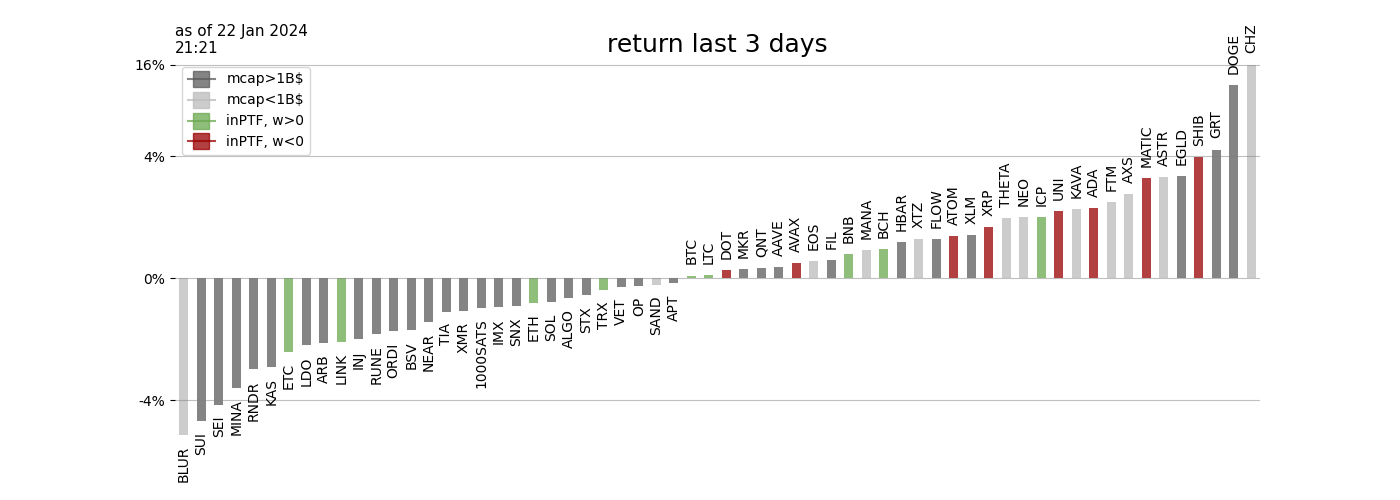 as of 22 Jan 2024
21:21
return last 3 days
16%
4%
0%
-4%
mcap>1B$
mcap<1B$
inPTF, w>0
inPTF, w<0
BLUR
SUI
SEI
MINA
RNDR
KAS
ETC
LDO
ARB
LINK
INJ
RUNE
ORDI
BSV
NEAR
TIA
XMR
1000SATS
IMX
SNX
ETH
SOL
ALGO
STX
TRX
VET
OP
SAND
APT
BTC
LTC
DOT
MKR
QNT
AAVE
AVAX
EOS
FIL
BNB
MANA
BCH
HBAR
XTZ
FLOW
ATOM
XLM
XRP
THETA
NEO
ICP
UNI
KAVA
ADA
FTM
AXS
MATIC
ASTR
EGLD
SHIB
GRT
DOGE
CHZ